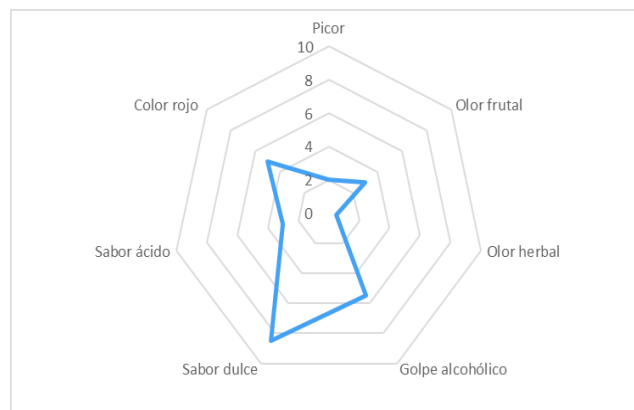 Picor
10
Color rojo
8
Olor frutal
6
4
2
0
Sabor ácido
Olor herbal
Sabor dulce
Golpe alcohólico